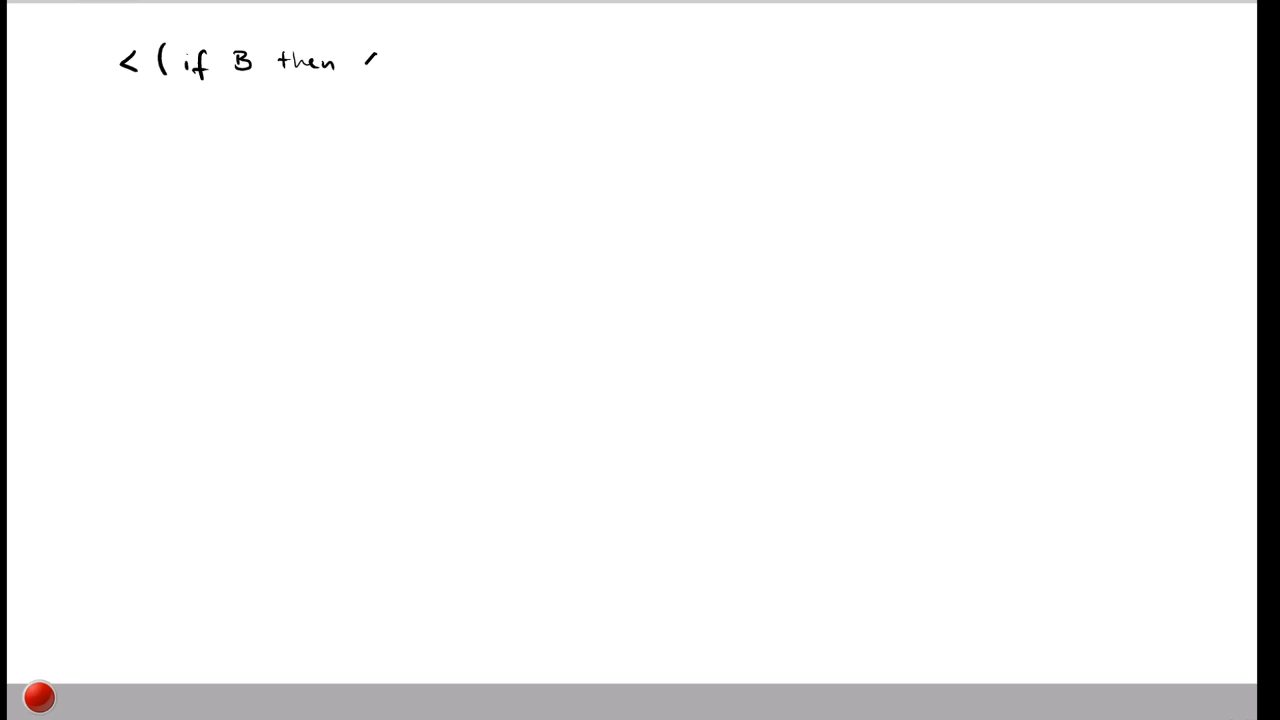 < ( if B then